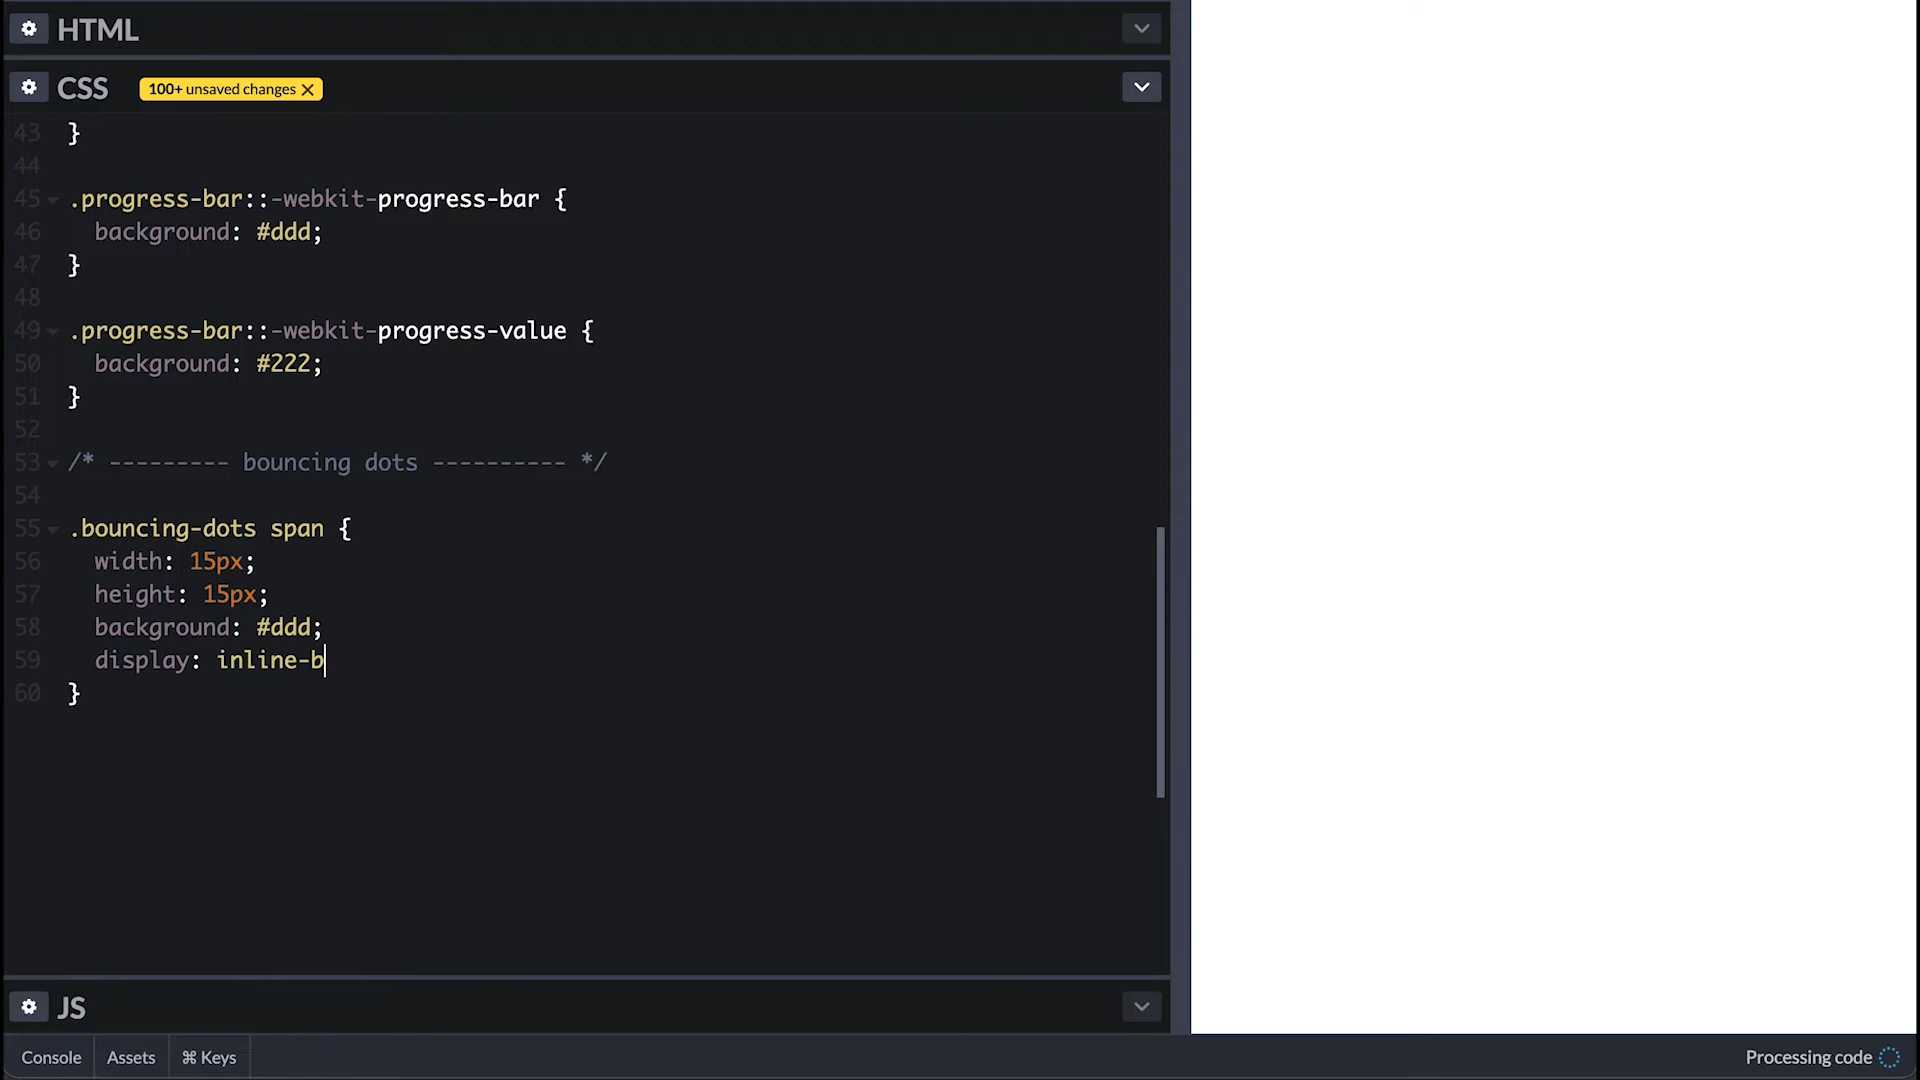 HTML
CSS 100+ unsaved changes
43 }
44
45 .progress-bar::-webkit-progress-bar {
46 background: #ddd;
47 }
48
49 .progress-bar::-webkit-progress-value {
50 background: #222;
51 }
52
53 /* --------- bouncing dots ---------- */
54
55 .bouncing-dots span {
56 width: 15px;
57 height: 15px;
58 background: #ddd;
59 display: inline-b
60 }
JS
Console Assets ⌘ Keys Processing code